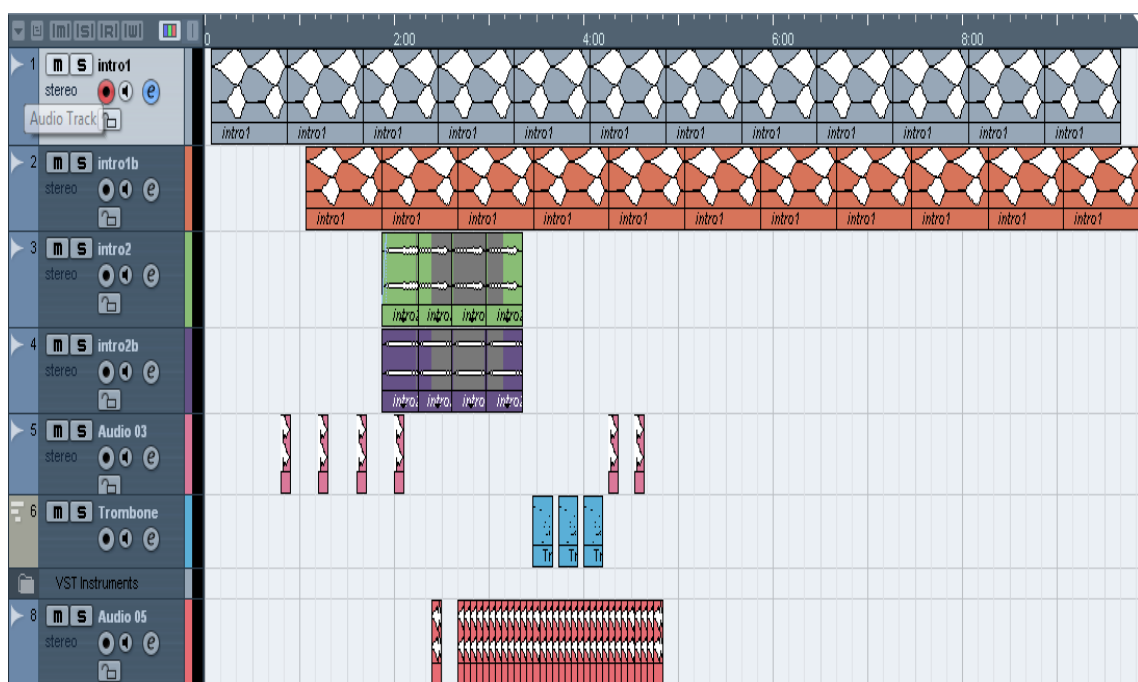 m S R W
0 2:00 4:00 6:00 8:00
1 m S intro1
stereo e
Audio Track
intro1 intro1 intro1 intro1 intro1 intro1 intro1 intro1 intro1 intro1 intro1 intro1
2 m S intro1b
stereo e
intro1 intro1 intro1 intro1 intro1 intro1 intro1 intro1 intro1 intro1 intro1
3 m S intro2
stereo e
4 m S intro2b
stereo e
5 m S Audio 03
stereo e
6 m S Trombone
e
Tr Tr Tr
VST Instruments
8 m S Audio 05
stereo e